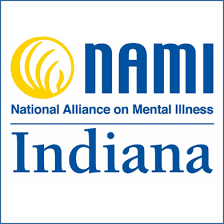 NAMI
National Alliance on Mental Illness
Indiana